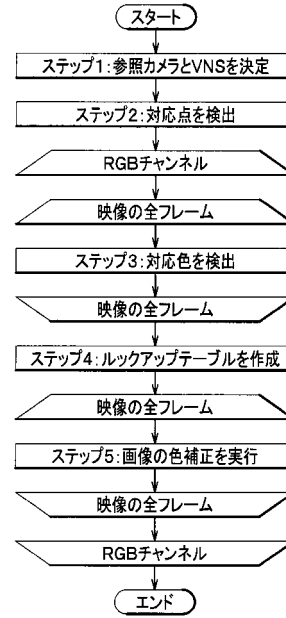 スタート
ステップ1:参照カメラとVNSを決定
ステップ2:対応点を検出
RGBチャンネル
映像の全フレーム
ステップ3:対応色を検出
映像の全フレーム
ステップ4:ルックアップテーブルを作成
映像の全フレーム
ステップ5:画像の色補正を実行
映像の全フレーム
RGBチャンネル
エンド